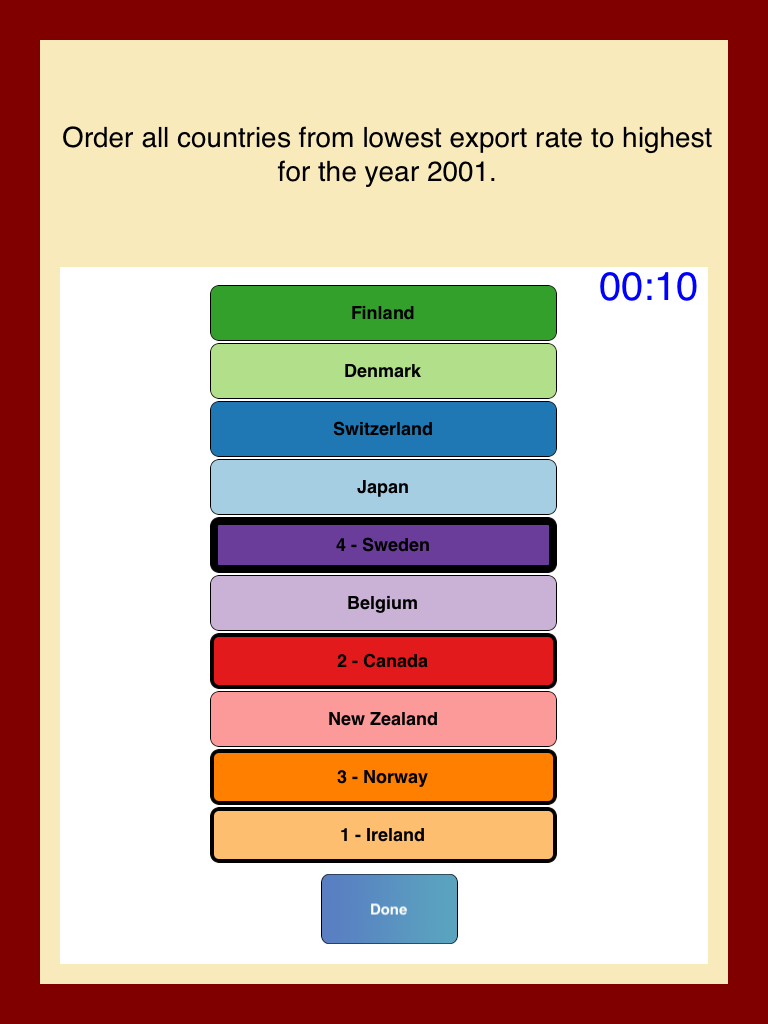 Order all countries from lowest export rate to highest
for the year 2001.
00:10
Finland
Denmark
Switzerland
Japan
4 - Sweden
Belgium
2 - Canada
New Zealand
3 - Norway
1 - Ireland
Done